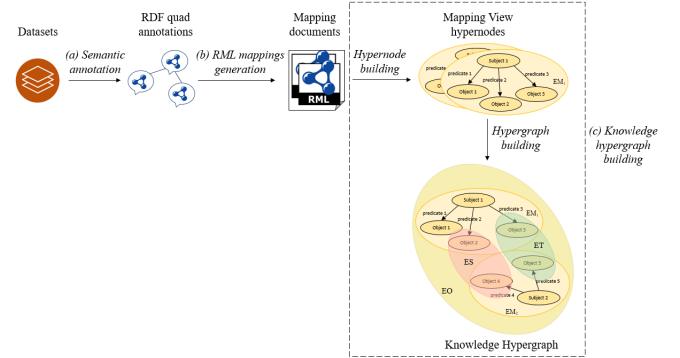 Datasets
RDF quad
annotations
Mapping
documents
Mapping View
hypernodes
(a) Semantic
annotation
(b) RML mappings
generation
RML
Hypernode
building
Subject 1
predicate
predicate 1
predicate 2
predicate 3
Object 1
Object 2
Object 3
Hypergraph
building
(c) Knowledge
hypergraph
building
Subject 1
predicate 1
predicate 2
predicate 3
EM₁
Object 1
Object 2
Object 3
ES
ET
Object 3
EO
Object 4
predicate 4
predicate 5
Subject 2
Knowledge Hypergraph